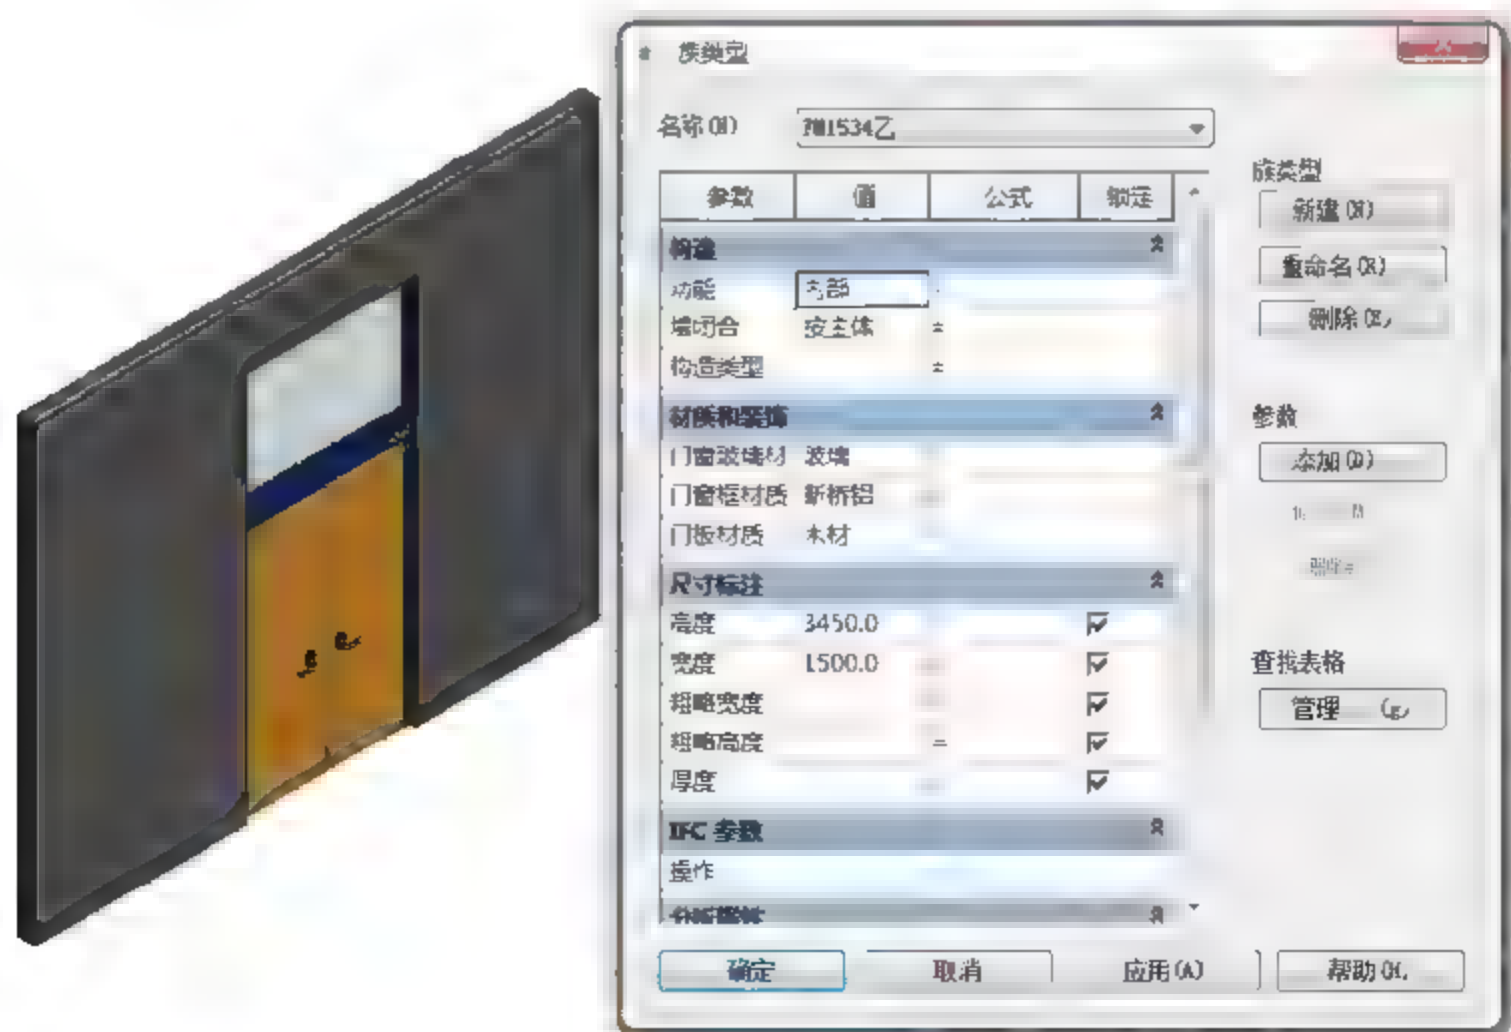 族类型
名称(N) FM1534乙
族类型
参数 值 公式 锁定
新建(N)
构造
重命名(R)
功能 内部
删除(E)
墙闭合 按主体 =
构造类型 =
材质和装饰
参数
门窗玻璃材 玻璃
添加(D)
门窗框材质 断桥铝
门板材质 木材
尺寸标注
高度 3450.0
宽度 1500.0
查找表格
粗略宽度
管理 (G)
粗略高度 =
厚度
IFC 参数
操作
确定 取消 应用(A) 帮助(H)